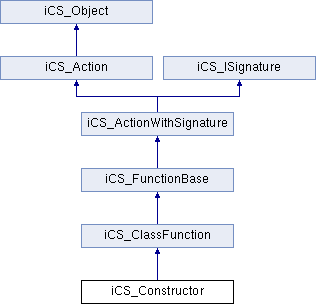 iCS_Object
iCS_Action
iCS_ISignature
iCS_ActionWithSignature
iCS_FunctionBase
iCS_ClassFunction
iCS_Constructor